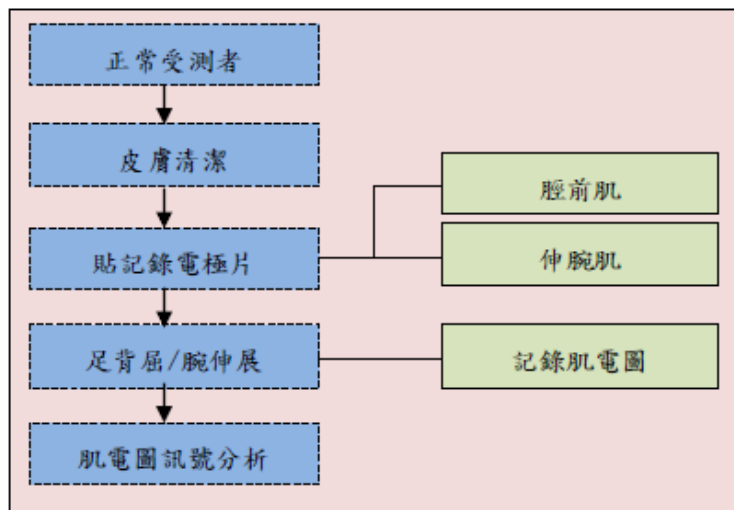 正常受測者
皮膚清潔
脛前肌
貼記錄電極片
伸腕肌
足背屈/腕伸展
記錄肌電圖
肌電圖訊號分析